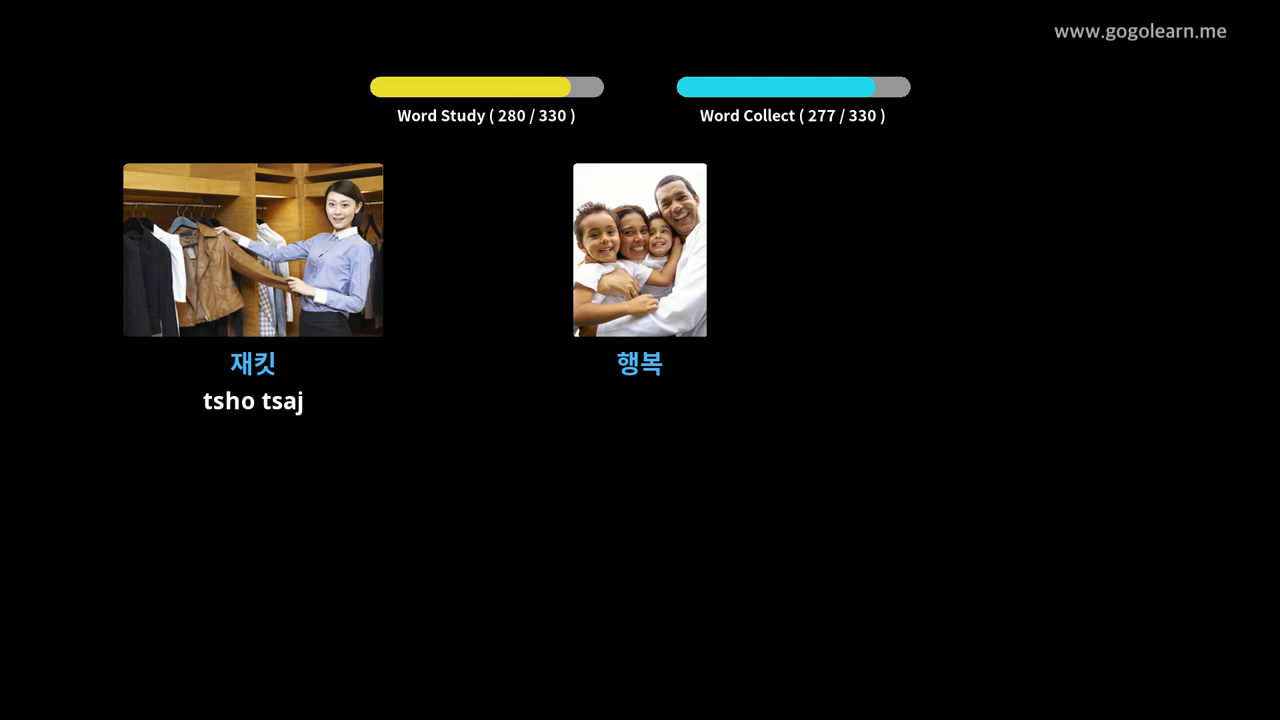 www.gogolearn.me
Word Study ( 280 / 330 )
Word Collect ( 277 / 330 )
재킷
tsho tsaj
행복